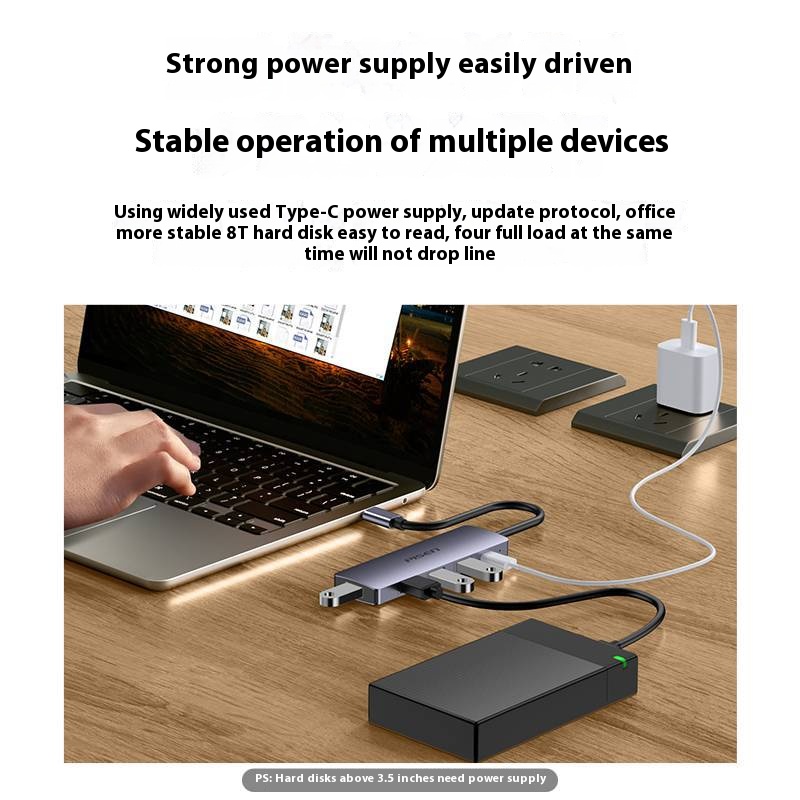 Strong power supply easily driven
Stable operation of multiple devices
Using widely used Type-C power supply, update protocol, office
more stable 8T hard disk easy to read, four full load at the same
time will not drop line
PISEN
PS: Hard disks above 3.5 inches need power supply